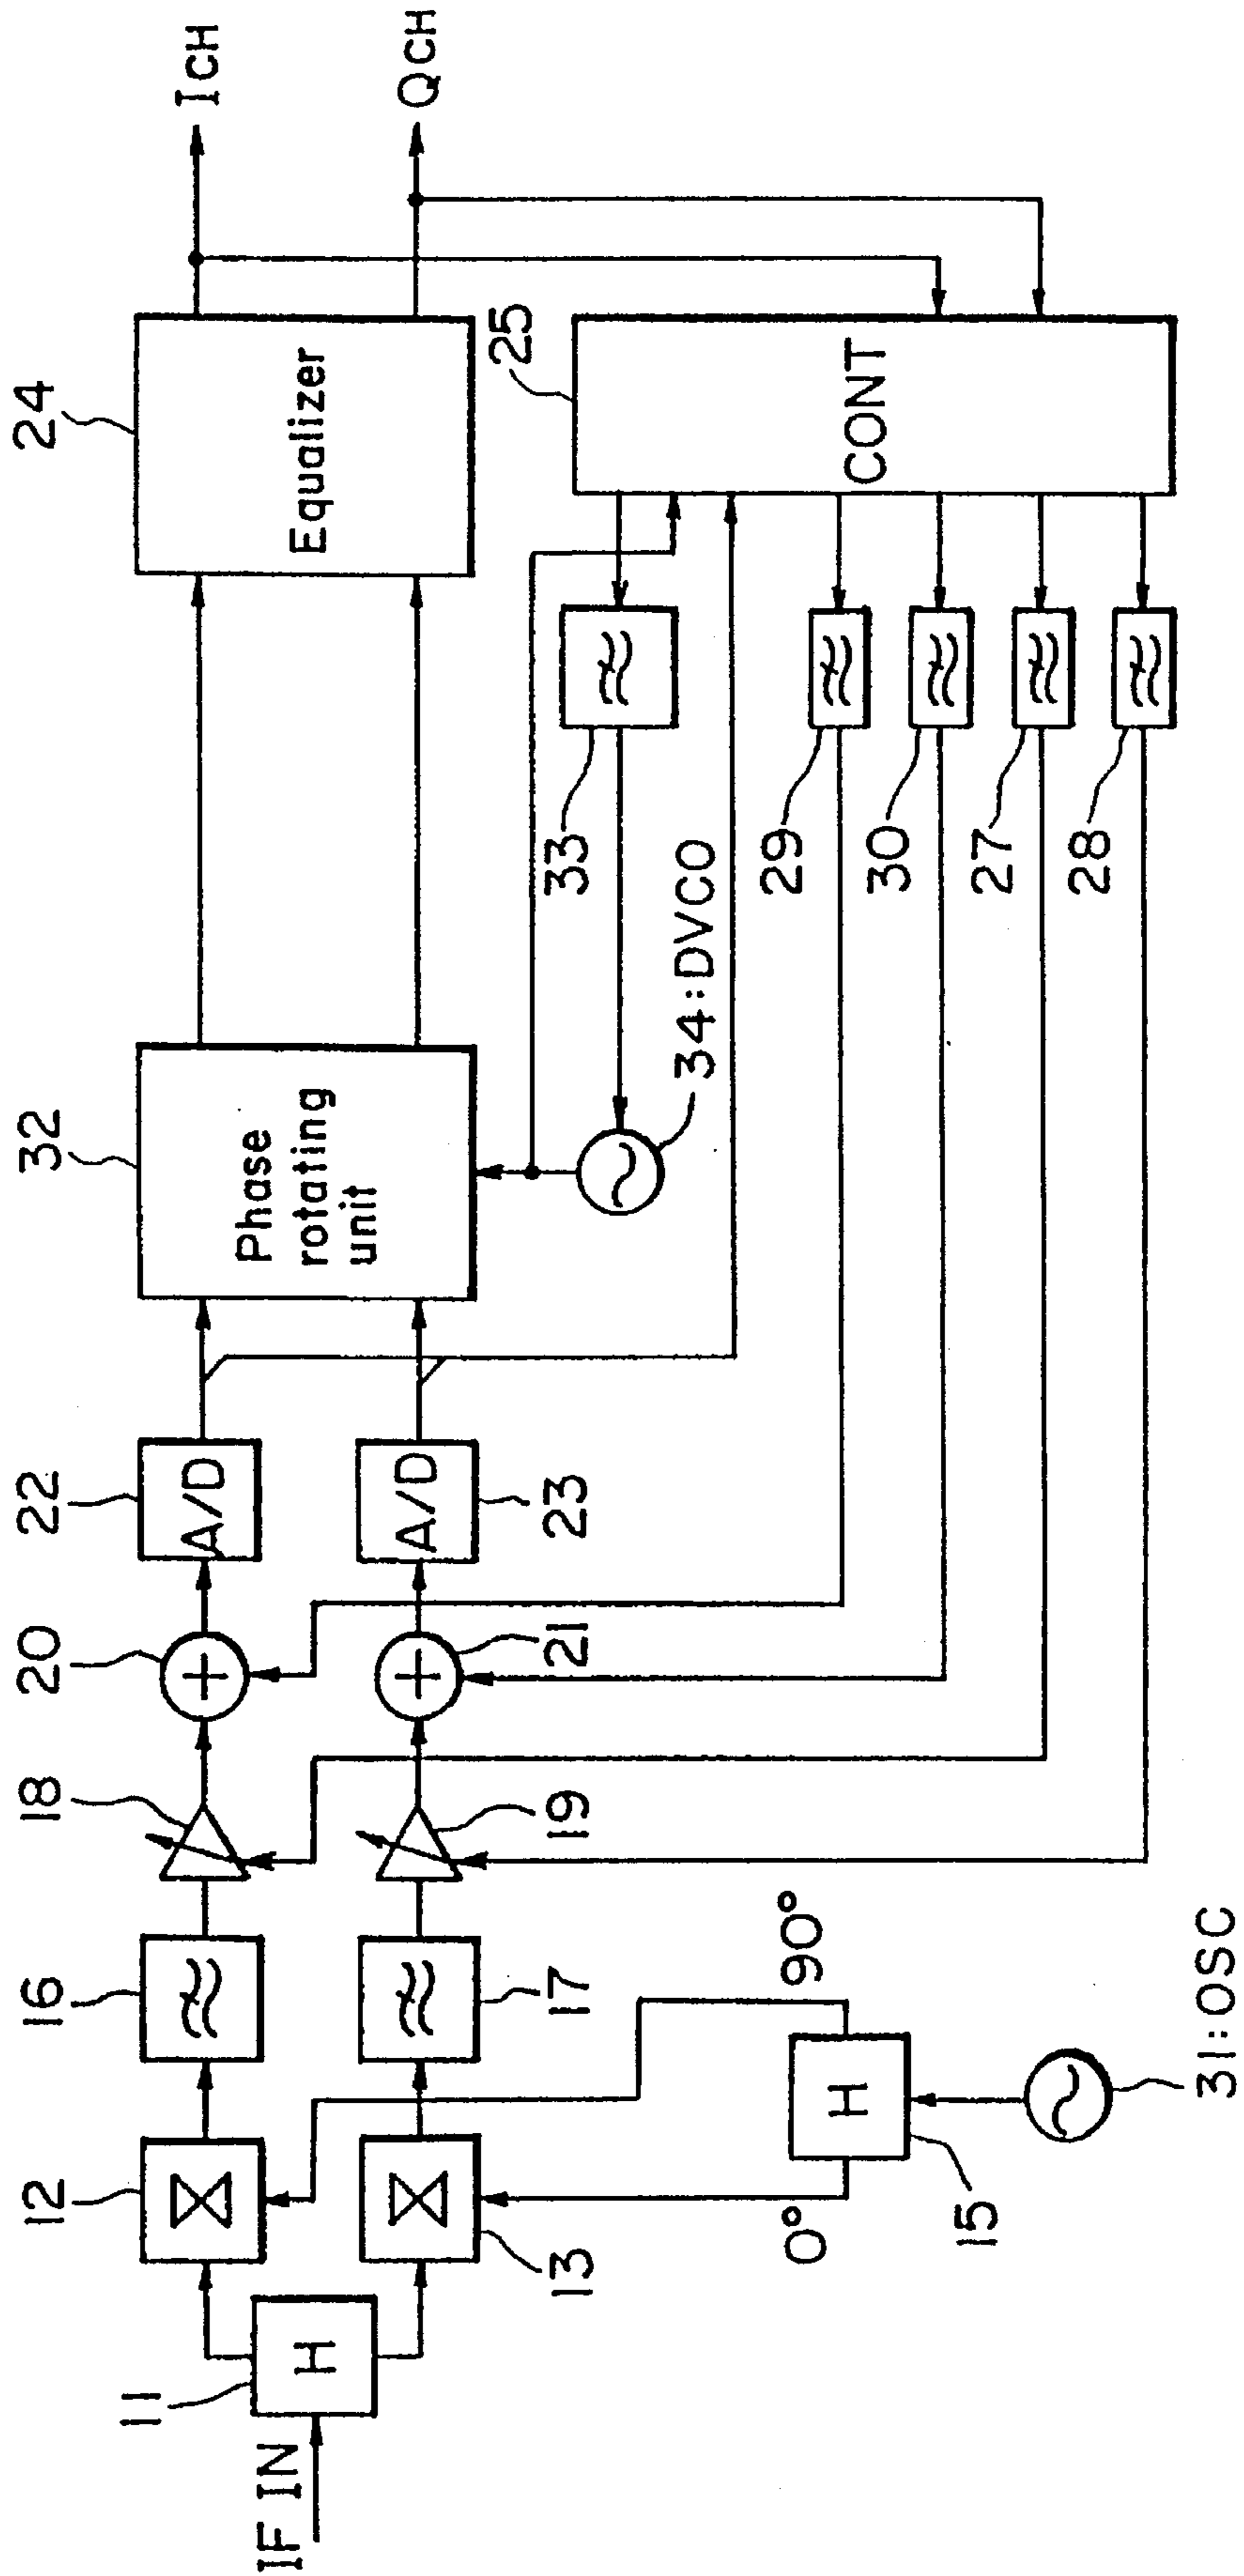 IF IN
11
H
12
13
16
17
18
19
20
21
22
A/D
A/D
23
32
Phase
rotating
unit
24
Equalizer
ICH
QCH
25
CONT
33
34:DVCO
29
30
27
28
0°
90°
H
15
31:OSC